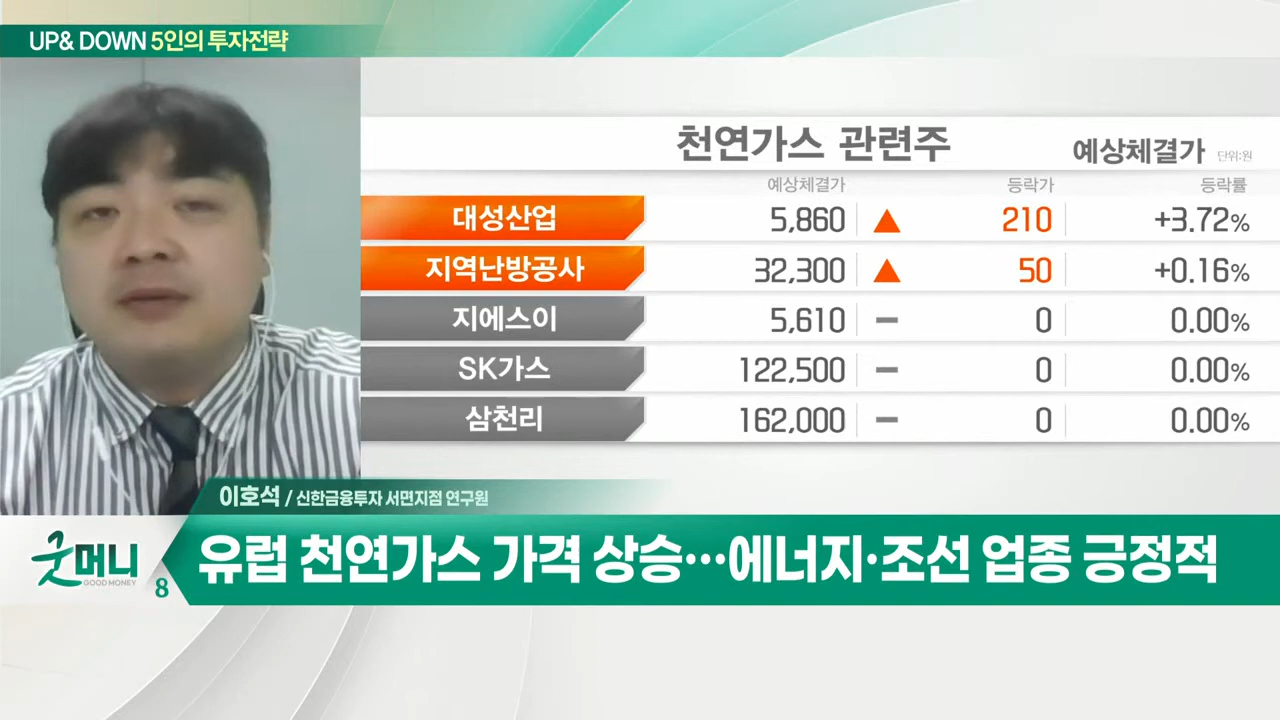 UP& DOWN 5인의 투자전략
천연가스 관련주 예상체결가 단위:원
예상체결가 등락가 등락률
대성산업 5,860 ▲ 210 +3.72%
지역난방공사 32,300 ▲ 50 +0.16%
지에스이 5,610 - 0 0.00%
SK가스 122,500 - 0 0.00%
삼천리 162,000 - 0 0.00%
이호석 / 신한금융투자 서면지점 연구원
굿머니
GOOD MONEY
8
유럽 천연가스 가격 상승…에너지·조선 업종 긍정적